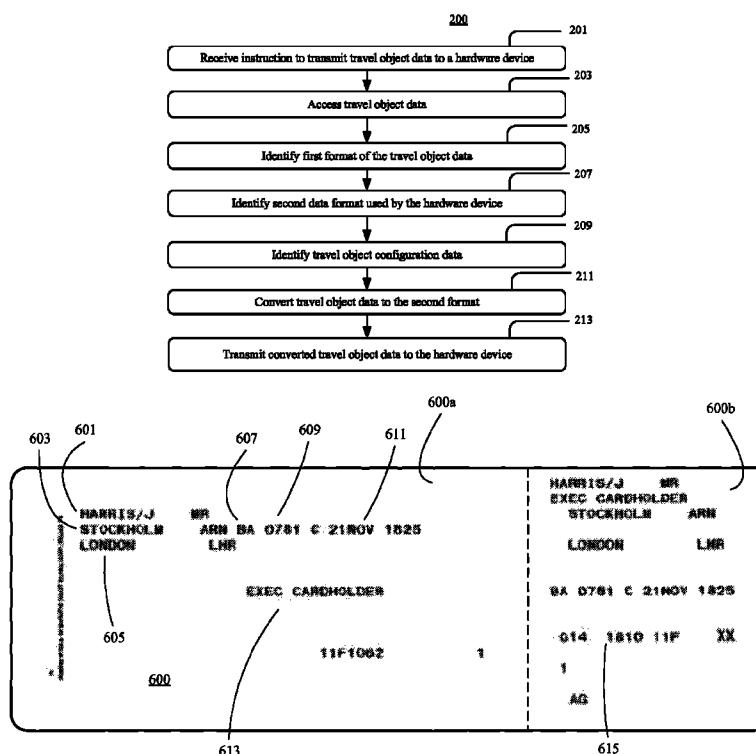 200
201
Receive instruction to transmit travel object data to a hardware device
203
Access travel object data
205
Identify first format of the travel object data
207
Identify second data format used by the hardware device
209
Identify travel object configuration data
211
Convert travel object data to the second format
213
Transmit converted travel object data to the hardware device
600a
600b
601
603
607
609
611
HARRIS/J MR
STOCKHOLM ARN BA 0781 C 21NOV 1825
LONDON LHR
605
EXEC CARDHOLDER
11F1062 1
600
613
HARRIS/J MR
EXEC CARDHOLDER
STOCKHOLM ARN
LONDON LHR
BA 0781 C 21NOV 1825
014 1810 11F XX
1
AG
615